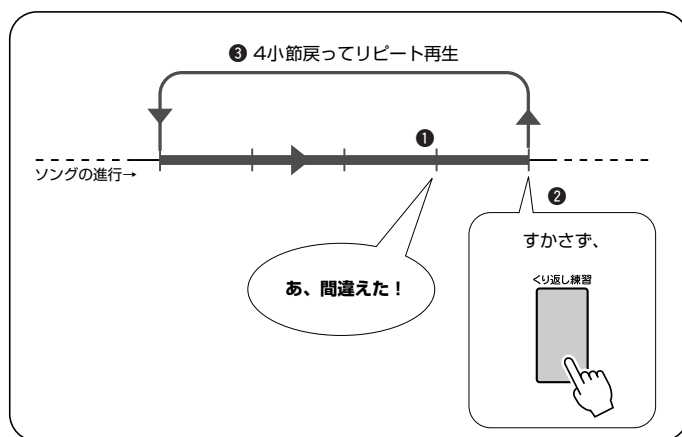 ❸ 4小節戻ってリピート再生
❶
ソングの進行→
❷
すかさず、
あ、間違えた！
くり返し練習